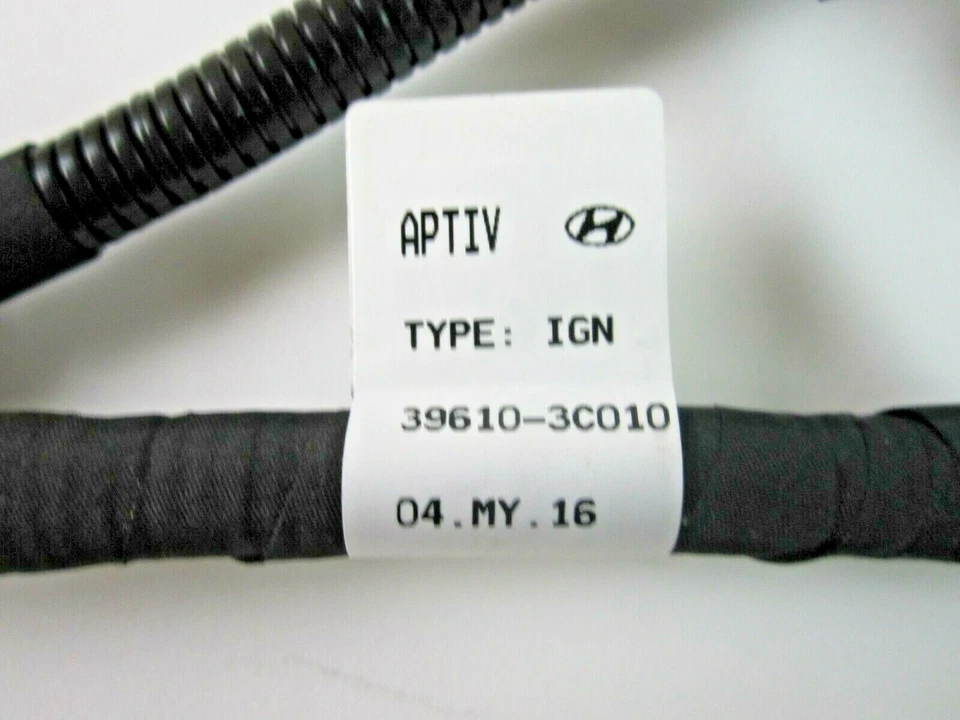 APTIV
TYPE: IGN
39610-3C010
04.MY.16